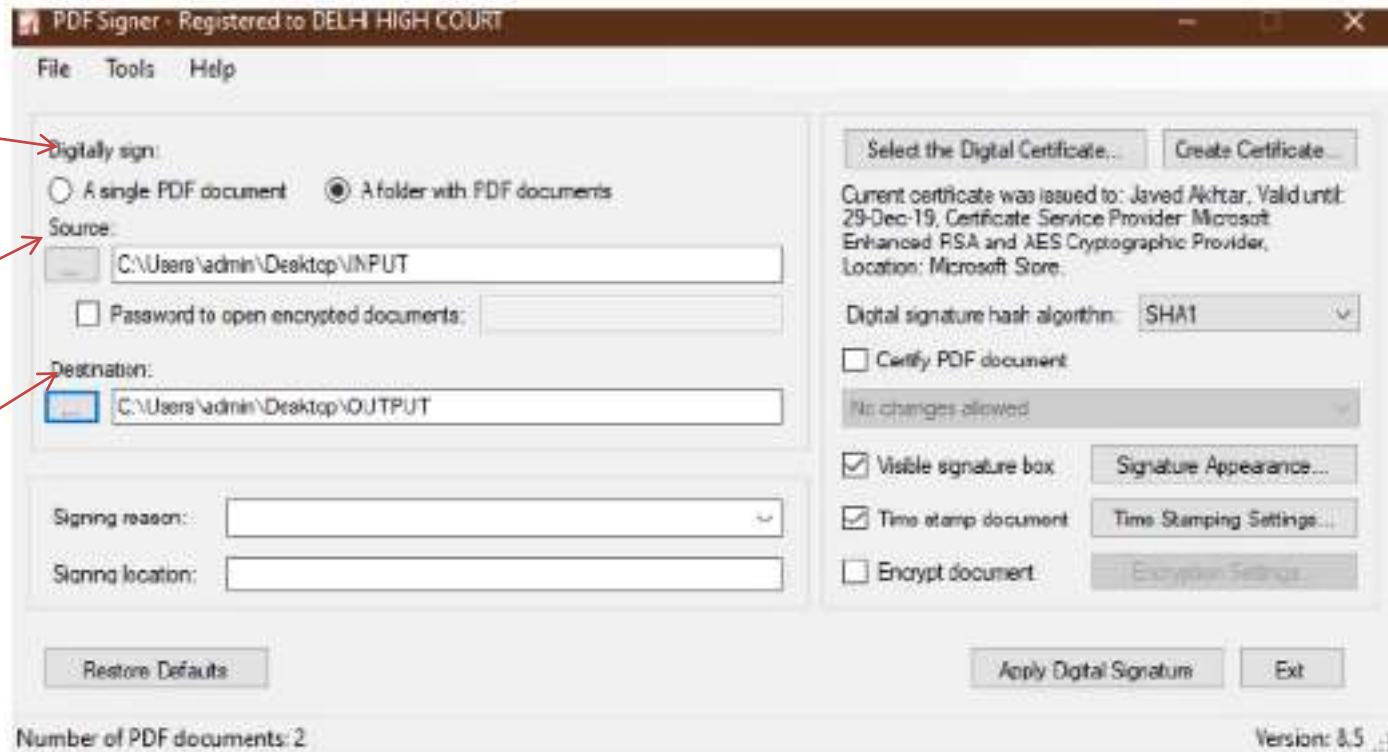 PDF Signer - Registered to DELHI HIGH COURT
File Tools Help
Digitally sign:
A single PDF document A folder with PDF documents
Source:
... C:\Users\admin\Desktop\INPUT
Password to open encrypted documents:
Destination:
... C:\Users\admin\Desktop\OUTPUT
Signing reason:
Signing location:
Restore Defaults
Select the Digital Certificate... Create Certificate...
Current certificate was issued to: Javed Akhtar, Valid until:
29-Dec-19, Certificate Service Provider: Microsoft
Enhanced RSA and AES Cryptographic Provider,
Location: Microsoft Store.
Digital signature hash algorithm: SHA1
Certify PDF document
No changes allowed
Visible signature box Signature Appearance...
Time stamp document Time Stamping Settings...
Encrypt document Encryption Settings...
Apply Digital Signature Exit
Number of PDF documents: 2 Version: 8.5